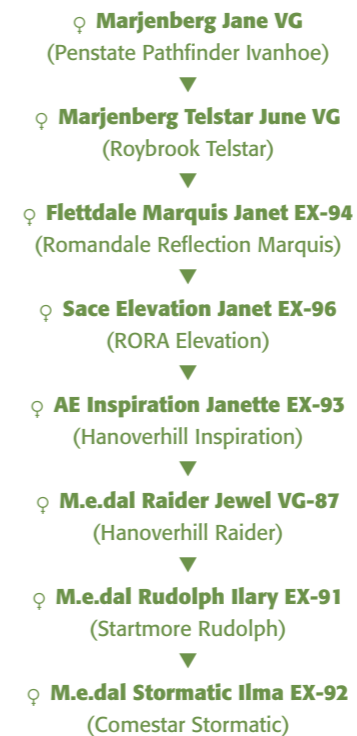 ♀ Marjenberg Jane VG
(Penstate Pathfinder Ivanhoe)
▼
♀ Marjenberg Telstar June VG
(Roybrook Telstar)
▼
♀ Flettdale Marquis Janet EX-94
(Romandale Reflection Marquis)
▼
♀ Sace Elevation Janet EX-96
(RORA Elevation)
▼
♀ AE Inspiration Janette EX-93
(Hanoverhill Inspiration)
▼
♀ M.e.dal Raider Jewel VG-87
(Hanoverhill Raider)
▼
♀ M.e.dal Rudolph Ilary EX-91
(Startmore Rudolph)
▼
♀ M.e.dal Stormatic Ilma EX-92
(Comestar Stormatic)